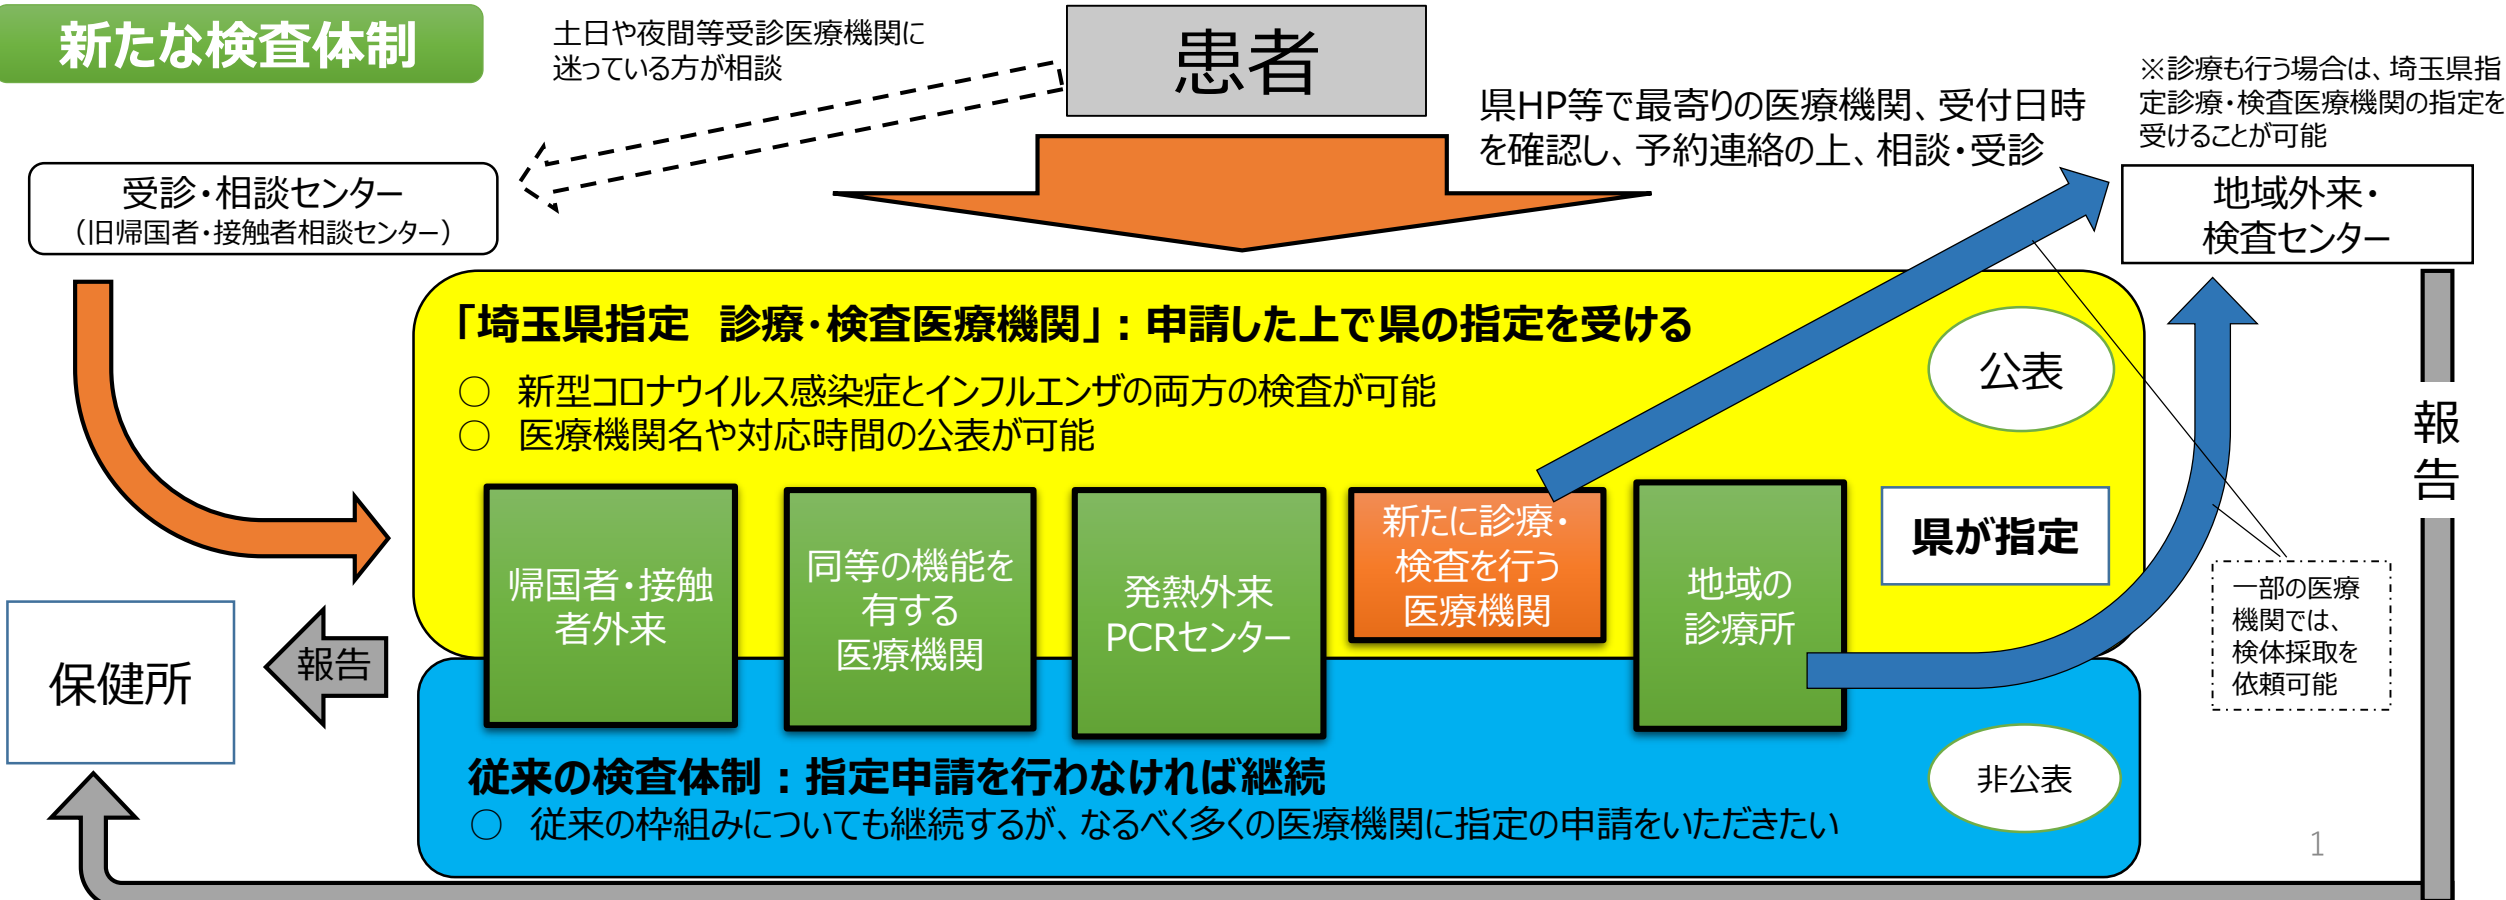 新たな検査体制
土日や夜間等受診医療機関に
迷っている方が相談
患者
県HP等で最寄りの医療機関、受付日時
を確認し、予約連絡の上、相談・受診
※診療も行う場合は、埼玉県指
定診療・検査医療機関の指定を
受けることが可能
受診・相談センター
（旧帰国者・接触者相談センター）
地域外来・
検査センター
「埼玉県指定　診療・検査医療機関」：申請した上で県の指定を受ける
○　新型コロナウイルス感染症とインフルエンザの両方の検査が可能
○　医療機関名や対応時間の公表が可能
公表
報告
帰国者・接触
者外来
同等の機能を
有する
医療機関
発熱外来
PCRセンター
新たに診療・
検査を行う
医療機関
地域の
診療所
県が指定
一部の医療
機関では、
検体採取を
依頼可能
保健所
報告
従来の検査体制：指定申請を行わなければ継続
○　従来の枠組みについても継続するが、なるべく多くの医療機関に指定の申請をいただきたい
非公表
1